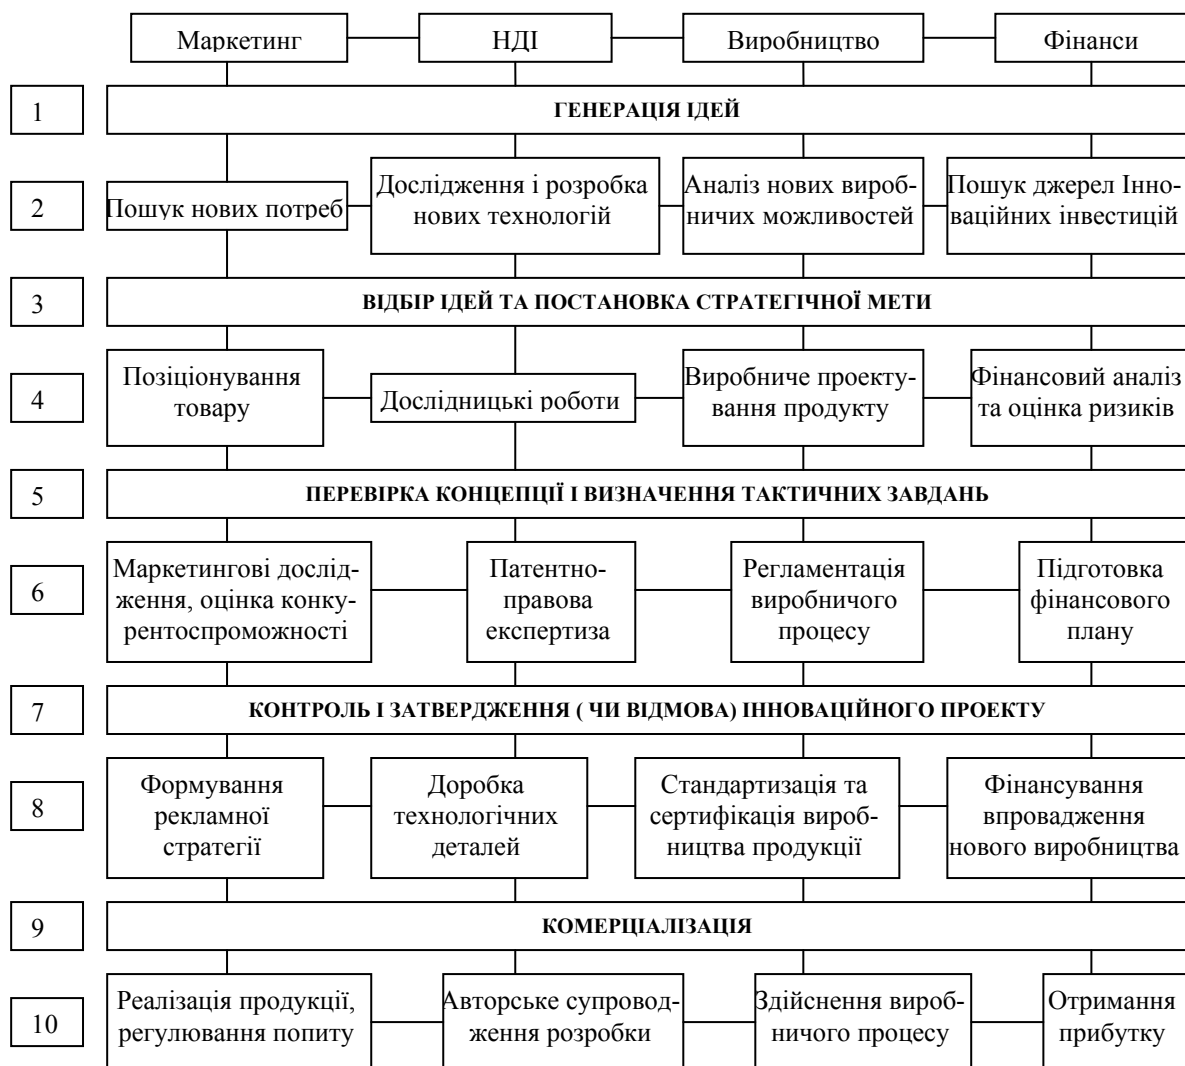 Маркетинг
НДІ
Виробництво
Фінанси
1
ГЕНЕРАЦІЯ ІДЕЙ
2
Пошук нових потреб
Дослідження і розробка
нових технологій
Аналіз нових вироб-
ничих можливостей
Пошук джерел Інно-
ваційних інвестицій
3
ВІДБІР ІДЕЙ ТА ПОСТАНОВКА СТРАТЕГІЧНОЇ МЕТИ
4
Позіціонування
товару
Дослідницькі роботи
Виробниче проекту-
вання продукту
Фінансовий аналіз
та оцінка ризиків
5
ПЕРЕВІРКА КОНЦЕПЦІЇ І ВИЗНАЧЕННЯ ТАКТИЧНИХ ЗАВДАНЬ
6
Маркетингові дослід-
ження, оцінка конку-
рентоспроможності
Патентно-
правова
експертиза
Регламентація
виробничого
процесу
Підготовка
фінансового
плану
7
КОНТРОЛЬ І ЗАТВЕРДЖЕННЯ ( ЧИ ВІДМОВА) ІННОВАЦІЙНОГО ПРОЕКТУ
8
Формування
рекламної
стратегії
Доробка
технологічних
деталей
Стандартизація та
сертифікація вироб-
ництва продукції
Фінансування
впровадження
нового виробництва
9
КОМЕРЦІАЛІЗАЦІЯ
10
Реалізація продукції,
регулювання попиту
Авторське супровод-
ження розробки
Здійснення вироб-
ничого процесу
Отримання
прибутку